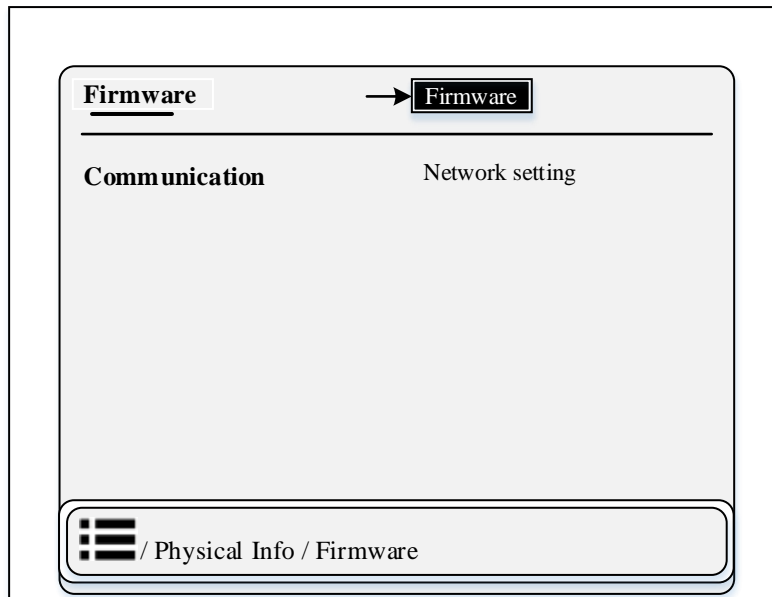 Firmware Firmware
Communication Network setting
/ Physical Info / Firmware